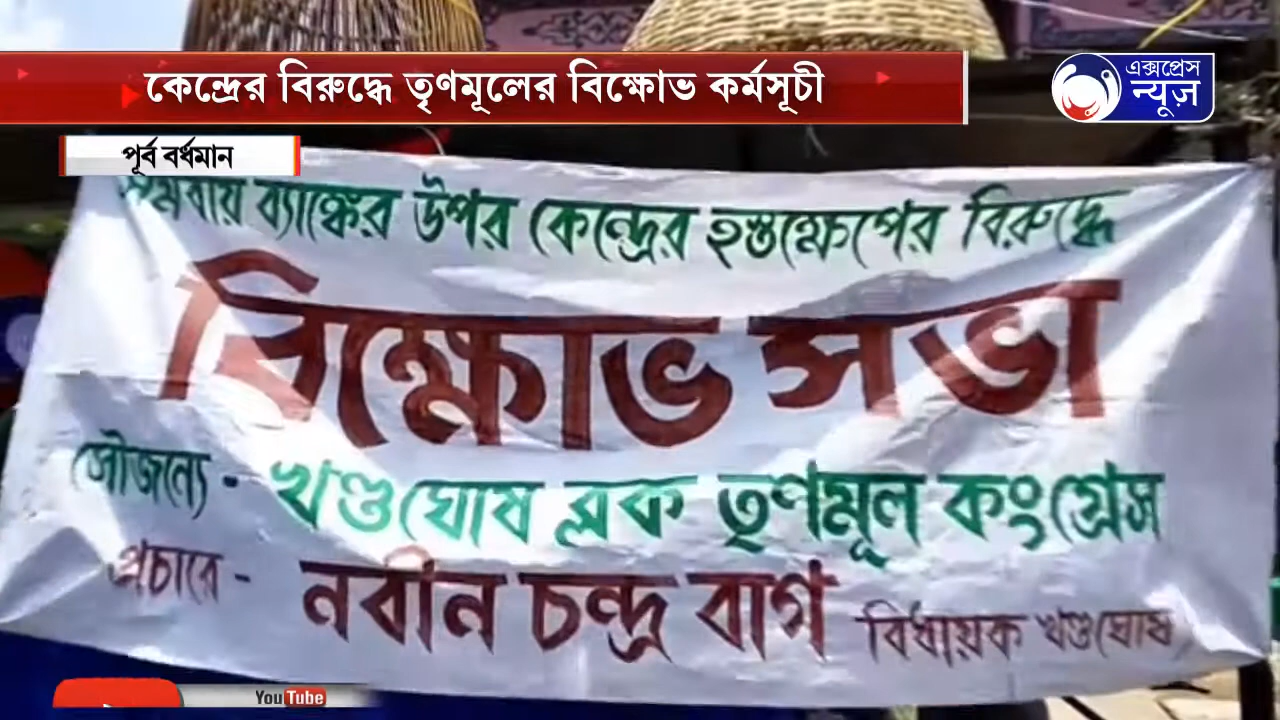 কেন্দ্রের বিরুদ্ধে তৃণমূলের বিক্ষোভ কর্মসূচী
এক্সপ্রেস
ন্যূজ়
পূর্ব বর্ধমান
সমবায় ব্যাঙ্কের উপর কেন্দ্রের হস্তক্ষেপের বিরুদ্ধে
বিক্ষোভ সভা
সৌজন্যে - খণ্ডঘোষ ব্লক তৃণমূল কংগ্রেস
প্রচারে - নবীন চন্দ্র বাগ বিধায়ক খণ্ডঘোষ
YouTube